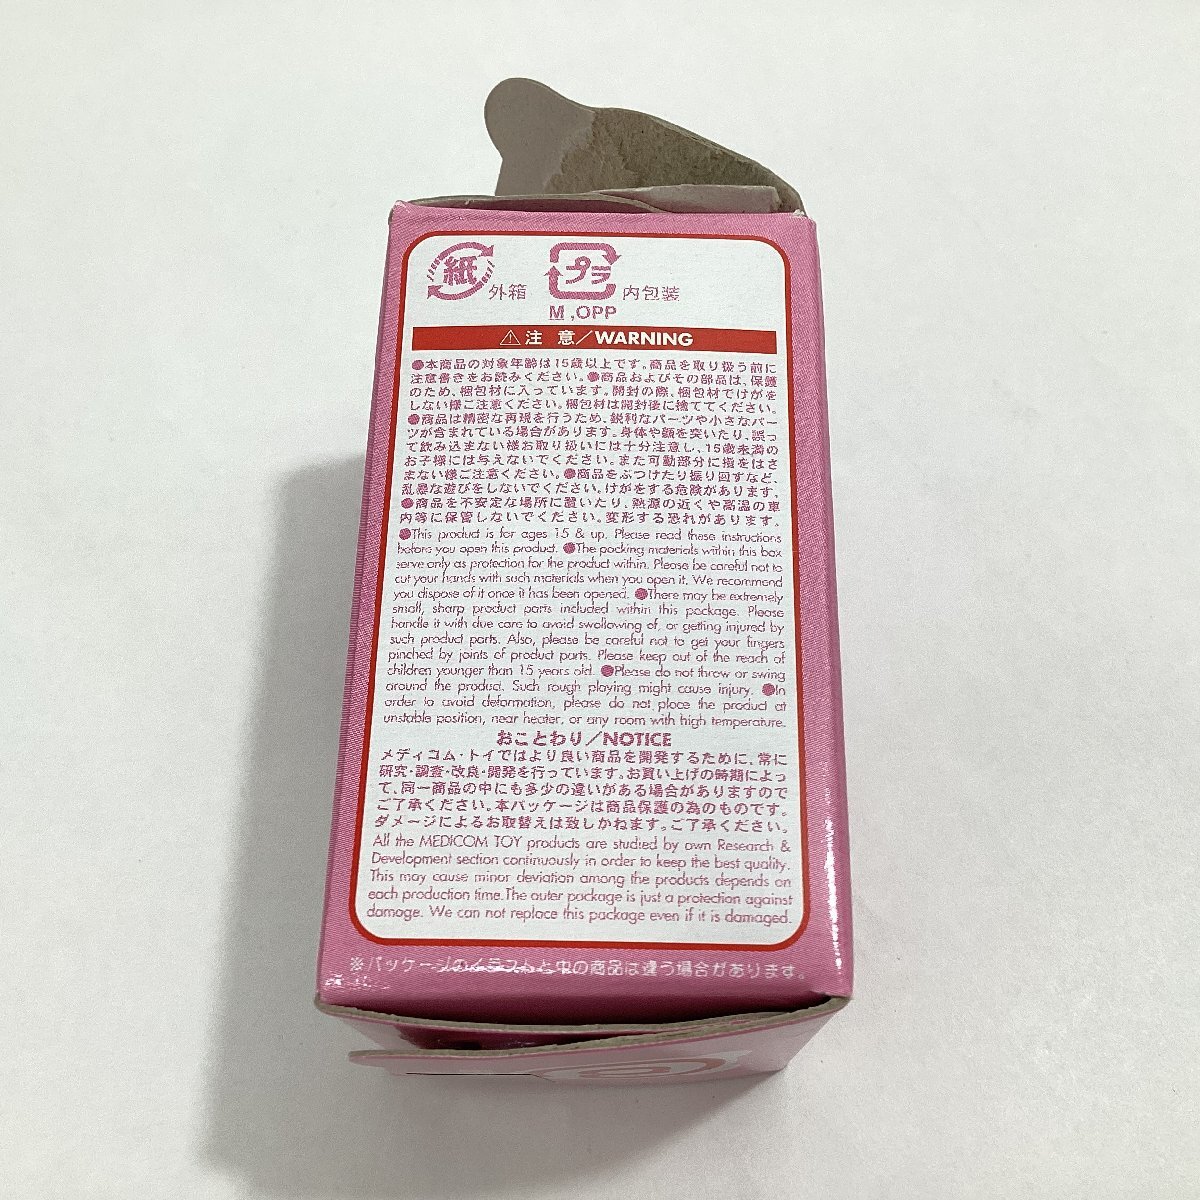 紙 外箱 プラ 内包装
M ,OPP
⚠注 意／WARNING
●本商品の対象年齢は15歳以上です。商品を取り扱う前に
注意書きをお読みください。●商品およびその部品は、保護
のため、梱包材に入っています。開封の際、梱包材でけがを
しない様ご注意ください。梱包材は開封後に捨ててください。
●商品は精密な再現を行うため、鋭利なパーツや小さなパー
ツが含まれている場合があります。身体や顔を突いたり、誤っ
て飲み込まない様お取り扱いには十分注意し、15歳未満の
お子様には与えないでください。また可動部分に指をはさ
まない様ご注意ください。●商品をぶつけたり振り回すなど、
乱暴な遊びをしないでください。けがをする危険があります。
●商品を不安定な場所に置いたり、熱源の近くや高温の車
内等に保管しないでください。変形する恐れがあります。
●This product is for ages 15 & up. Please read these instructions
before you open this product. ●The packing materials within this box
serve only as protection for the product within. Please be careful not to
cut your hands with such materials when you open it. We recommend
you dispose of it once it has been opened. ●There may be extremely
small, sharp product parts included within this package. Please
handle it with due care to avoid swallowing of, or getting injured by
such product parts. Also, please be careful not to get your fingers
pinched by joints of product parts. Please keep out of the reach of
children younger than 15 years old. ●Please do not throw or swing
around the product. Such rough playing might cause injury. ●In
order to avoid deformation, please do not place the product at
unstable position, near heater, or any room with high temperature.
おことわり／NOTICE
メディコム・トイではより良い商品を開発するために、常に
研究・調査・改良・開発を行っています。お買い上げの時期によっ
て、同一商品の中にも多少の違いがある場合がありますので
ご了承ください。本パッケージは商品保護の為のものです。
ダメージによるお取替えは致しかねます。ご了承ください。
All the MEDICOM TOY products are studied by own Research &
Development section continuously in order to keep the best quality.
This may cause minor deviation among the products depends on
each production time. The outer package is just a protection against
damage. We can not replace this package even if it is damaged.
※パッケージのイラストと中の商品は違う場合があります。